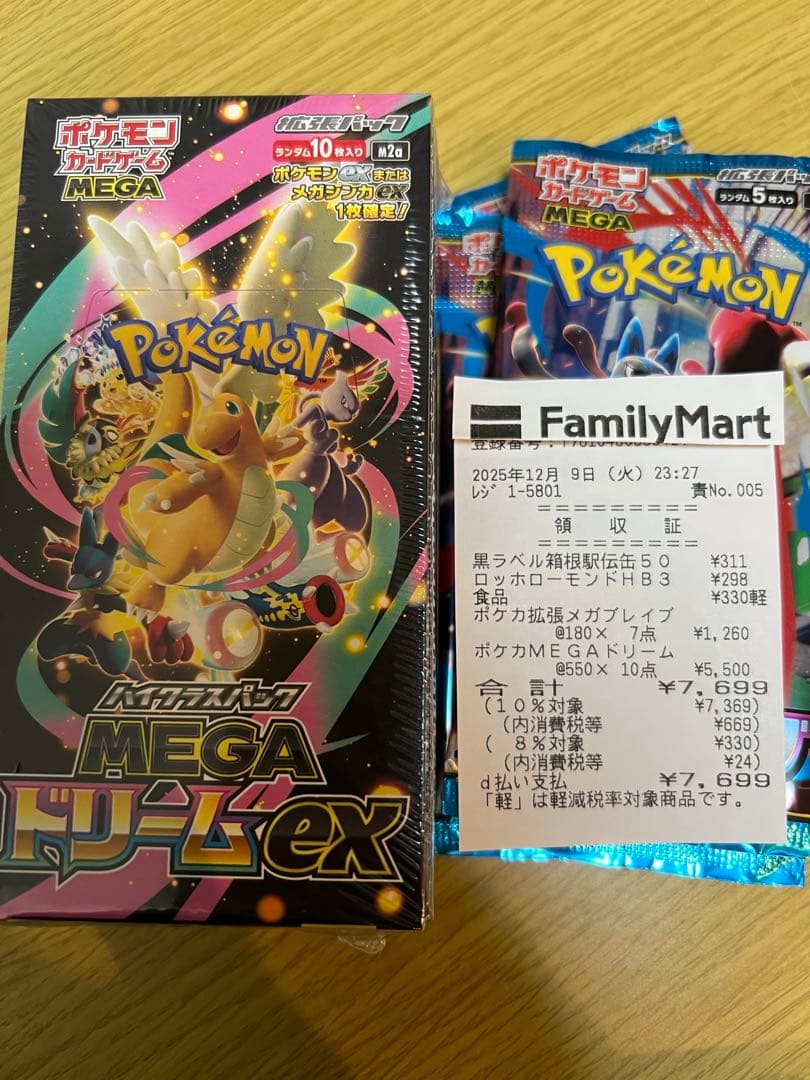 ポケモン
カードゲーム
MEGA
拡張パック
ランダム10枚入り M2a
ポケモンexまたは
メガシンカex
1枚確定！
Pokémon
ハイクラスパック
MEGA
ドリームex
ポケモン
カードゲーム
MEGA
拡張パック
ランダム5枚入り
Pokémon
ポケ
カード
MEGA
FamilyMart
登録番号:
2025年12月 9日 (火) 23:27
ﾚｼﾞ 1-5801 責No.005
領 収 証
黒ラベル箱根駅伝缶50 ¥311
ロッホローモンドHB3 ¥298
食品 ¥330軽
ポケカ拡張メガブレイブ
@180× 7点 ¥1,260
ポケカMEGAドリーム
@550× 10点 ¥5,500
合 計 ¥7,699
(10%対象 ¥7,369)
(内消費税等 ¥669)
( 8%対象 ¥330)
(内消費税等 ¥24)
d払い支払 ¥7,699
「軽」は軽減税率対象商品です。